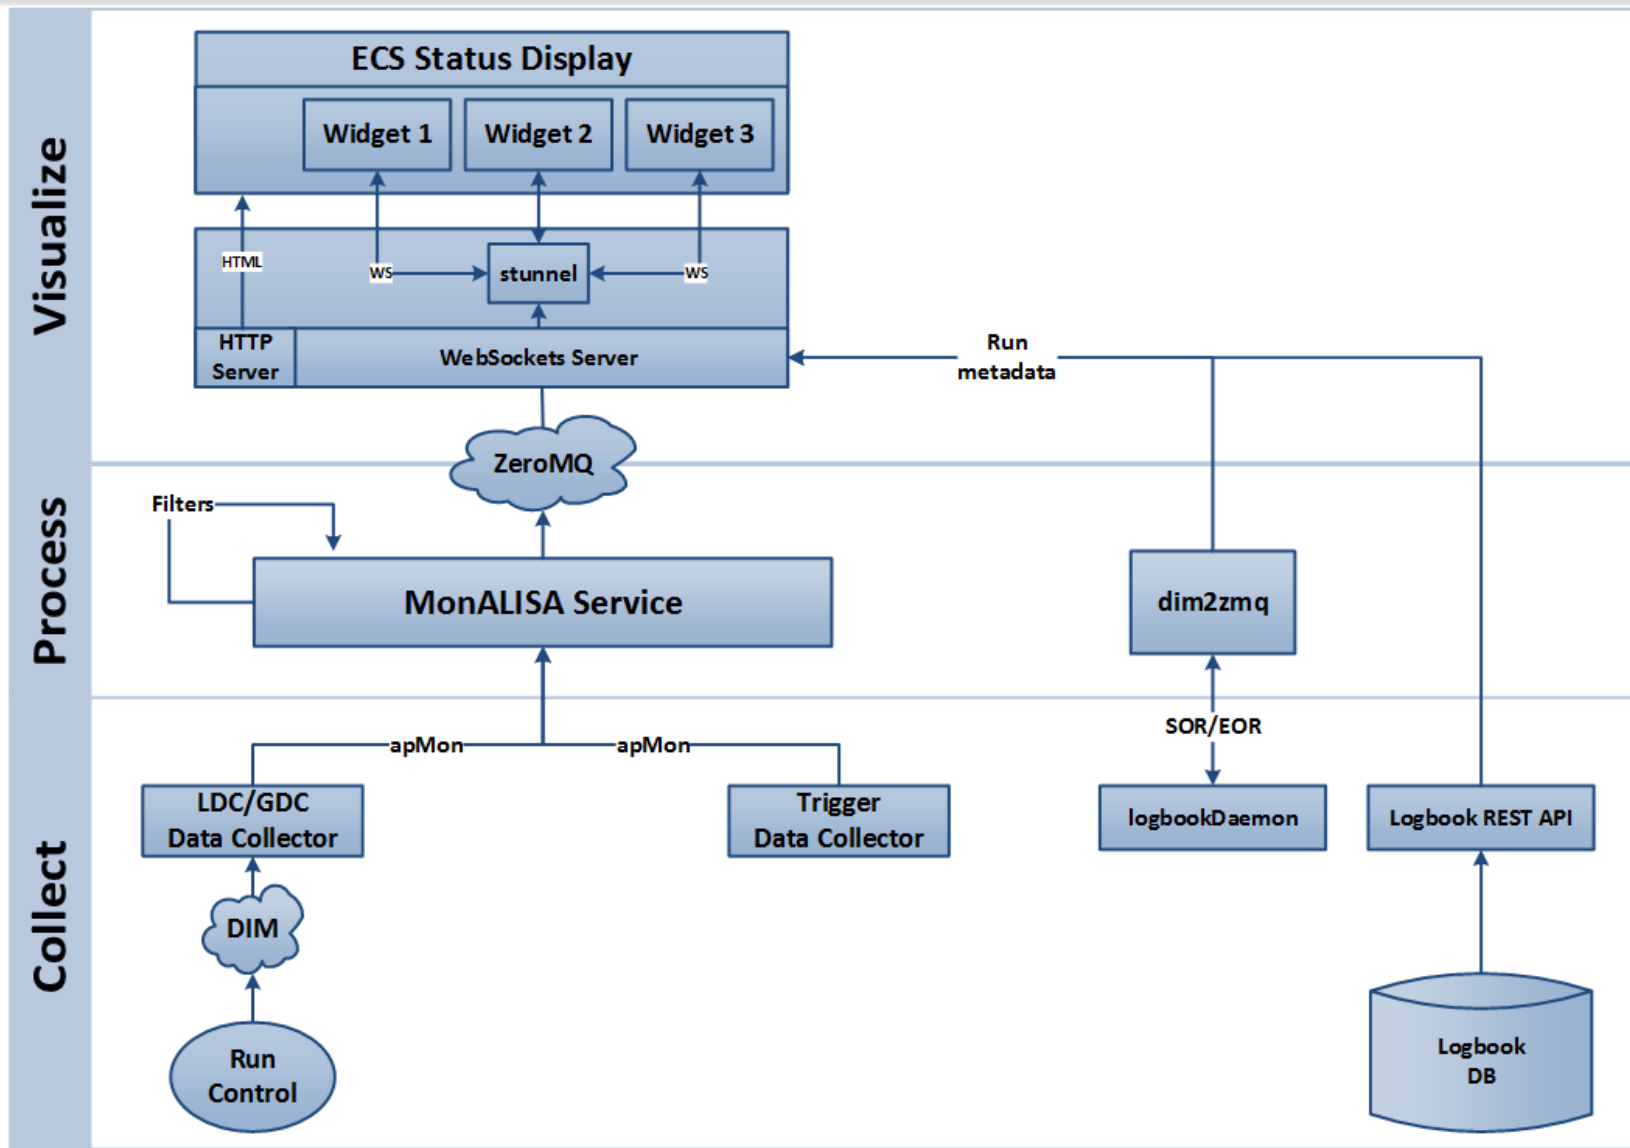 Visualize
ECS Status Display
Widget 1
Widget 2
Widget 3
HTML
WS
stunnel
WS
HTTP
Server
WebSockets Server
Run
metadata
ZeroMQ
Process
Filters
MonALISA Service
dim2zmq
Collect
SOR/EOR
apMon
apMon
LDC/GDC
Data Collector
Trigger
Data Collector
logbookDaemon
Logbook REST API
DIM
Run
Control
Logbook
DB